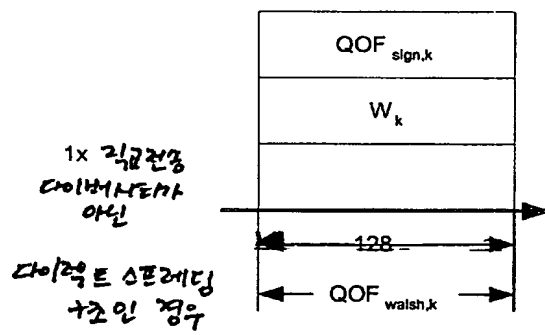 QOF sign,k
W k
1x 직교전송
다이버시티가
아닌
128
다이렉트 스프레딩
구조인 경우
QOF walsh,k